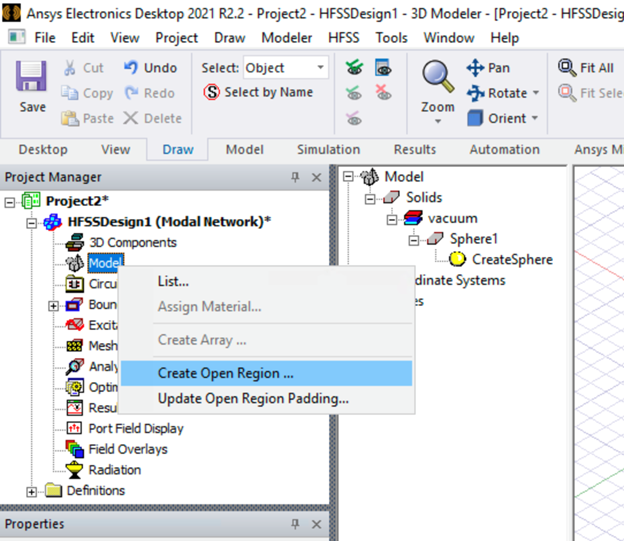 Ansys Electronics Desktop 2021 R2.2 - Project2 - HFSSDesign1 - 3D Modeler - [Project2 - HFSSDesig
File Edit View Project Draw Modeler HFSS Tools Window Help
Save
Cut Undo
Copy Redo
Paste Delete
Select: Object
Select by Name
Zoom
Pan
Rotate
Orient
Fit All
Fit Sele
Desktop View Draw Model Simulation Results Automation Ansys Mi
Project Manager
Project2*
HFSSDesign1 (Modal Network)*
3D Components
Model
Circu
Boun
Excita
Mesh
Analy
Optim
Resu
Port Field Display
Field Overlays
Radiation
Definitions
Properties
List...
Assign Material...
Create Array ...
Create Open Region ...
Update Open Region Padding...
Model
Solids
vacuum
Sphere1
CreateSphere
rdinate Systems
es